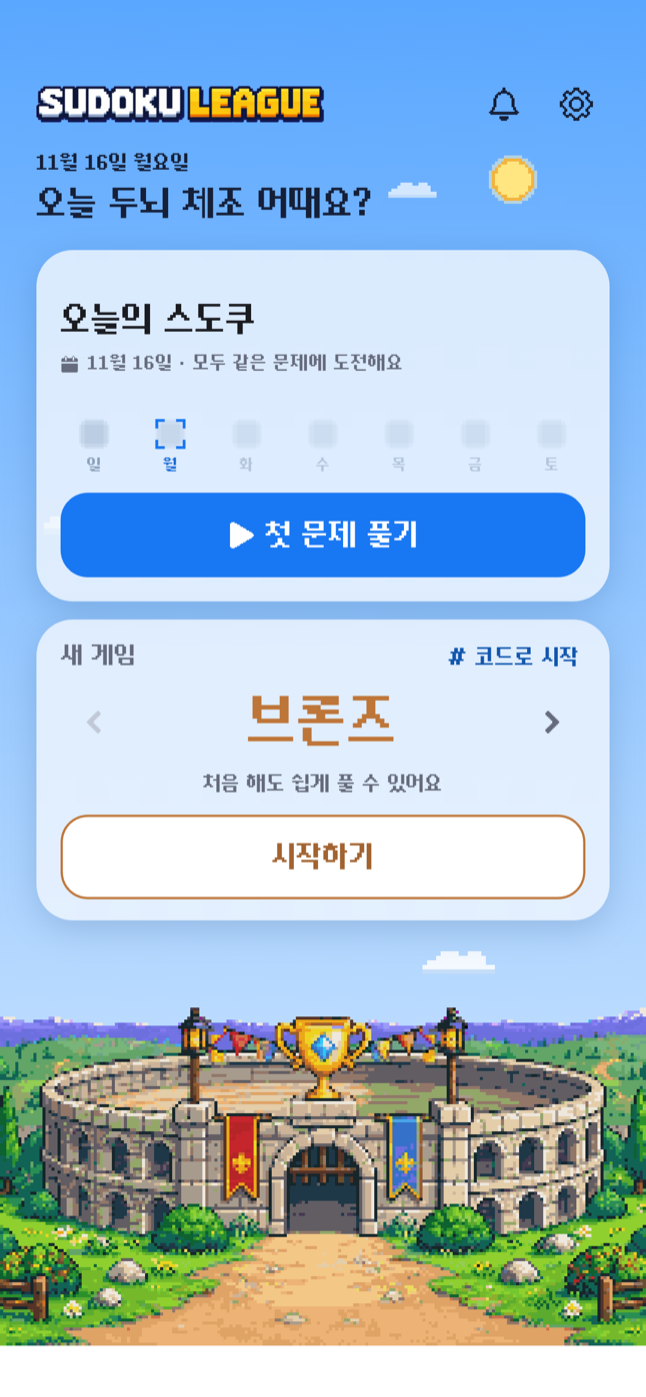 SUDOKU LEAGUE
11월 16일 월요일
오늘 두뇌 체조 어때요?
오늘의 스도쿠
11월 16일 · 모두 같은 문제에 도전해요
일 월 화 수 목 금 토
첫 문제 풀기
새 게임 # 코드로 시작
브론즈
처음 해도 쉽게 풀 수 있어요
시작하기